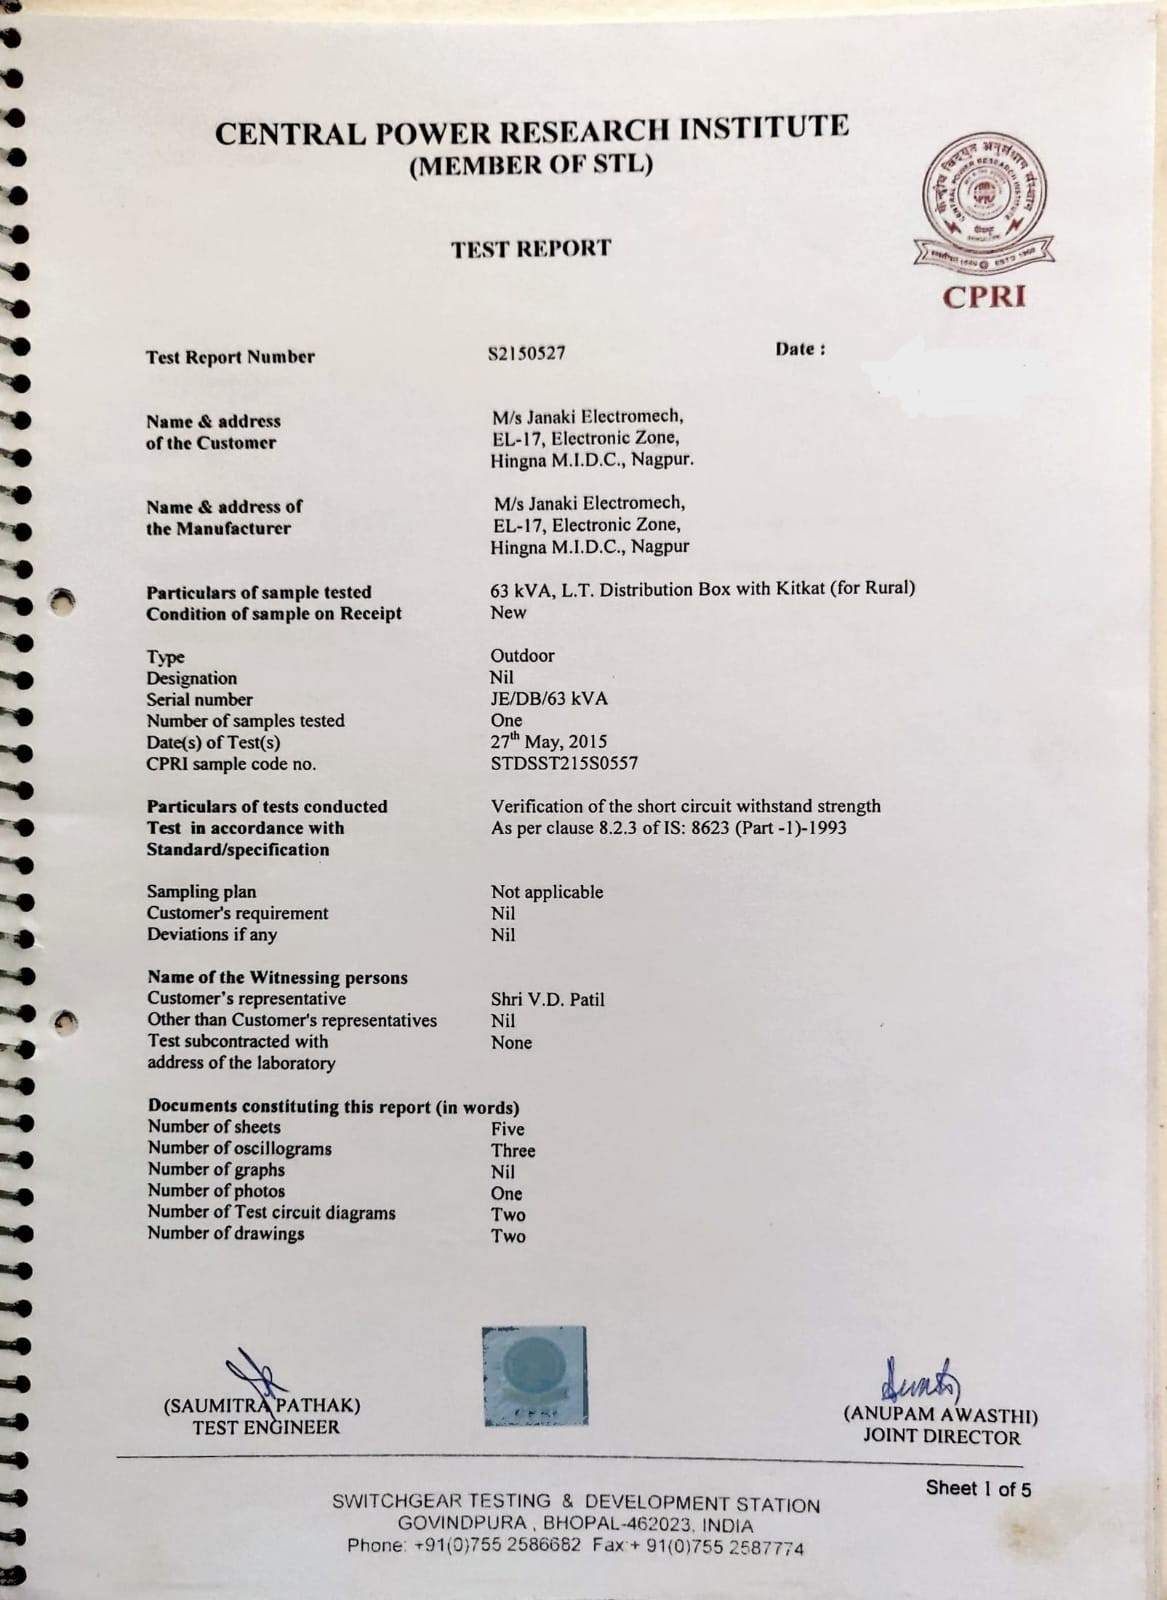 CENTRAL POWER RESEARCH INSTITUTE
(MEMBER OF STL)
केन्द्रीय विद्युत अनुसंधान संस्थान
CENTRAL POWER RESEARCH INSTITUTE
ESTD 1960
CPRI
TEST REPORT
Test Report Number S2150527 Date :
Name & address M/s Janaki Electromech,
of the Customer EL-17, Electronic Zone,
Hingna M.I.D.C., Nagpur.
Name & address of M/s Janaki Electromech,
the Manufacturer EL-17, Electronic Zone,
Hingna M.I.D.C., Nagpur
Particulars of sample tested 63 kVA, L.T. Distribution Box with Kitkat (for Rural)
Condition of sample on Receipt New
Type Outdoor
Designation Nil
Serial number JE/DB/63 kVA
Number of samples tested One
Date(s) of Test(s) 27th May, 2015
CPRI sample code no. STDSST215S0557
Particulars of tests conducted Verification of the short circuit withstand strength
Test in accordance with As per clause 8.2.3 of IS: 8623 (Part -1)-1993
Standard/specification
Sampling plan Not applicable
Customer's requirement Nil
Deviations if any Nil
Name of the Witnessing persons
Customer's representative Shri V.D. Patil
Other than Customer's representatives Nil
Test subcontracted with None
address of the laboratory
Documents constituting this report (in words)
Number of sheets Five
Number of oscillograms Three
Number of graphs Nil
Number of photos One
Number of Test circuit diagrams Two
Number of drawings Two
(SAUMITRA PATHAK)
TEST ENGINEER
CPRI
(ANUPAM AWASTHI)
JOINT DIRECTOR
Sheet 1 of 5
SWITCHGEAR TESTING & DEVELOPMENT STATION
GOVINDPURA , BHOPAL-462023, INDIA
Phone: +91(0)755 2586682 Fax:+ 91(0)755 2587774